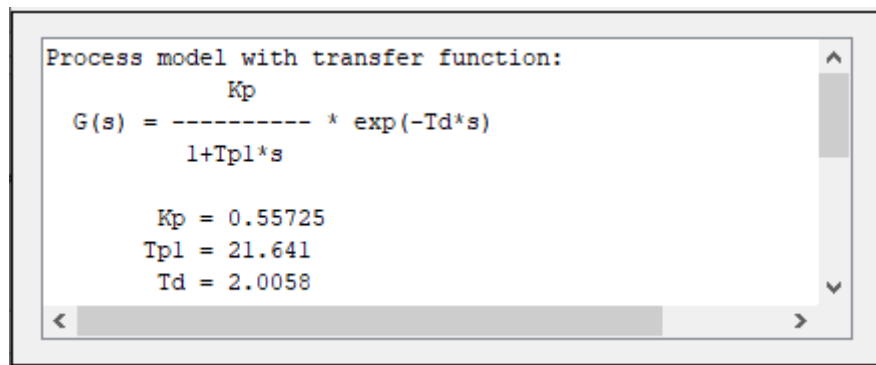 Process model with transfer function:
Kp
G(s) = ---------- * exp(-Td*s)
1+Tp1*s
Kp = 0.55725
Tp1 = 21.641
Td = 2.0058